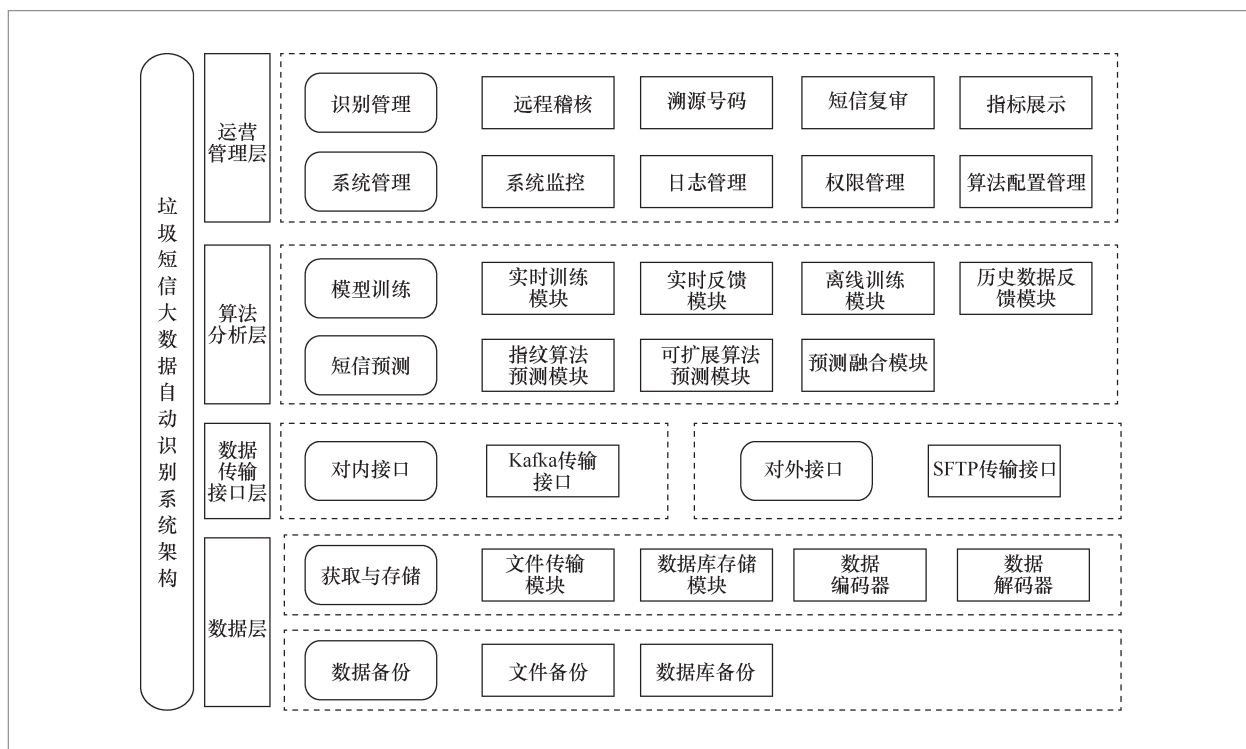 垃圾短信大数据自动识别系统架构
运营
管理层
识别管理
远程稽核
溯源号码
短信复审
指标展示
系统管理
系统监控
日志管理
权限管理
算法配置管理
算法
分析层
模型训练
实时训练
模块
实时反馈
模块
离线训练
模块
历史数据反
馈模块
短信预测
指纹算法
预测模块
可扩展算法
预测模块
预测融合模块
数据
传输
接口层
对内接口
Kafka传输
接口
对外接口
SFTP传输接口
数据层
获取与存储
文件传输
模块
数据库存储
模块
数据
编码器
数据
解码器
数据备份
文件备份
数据库备份